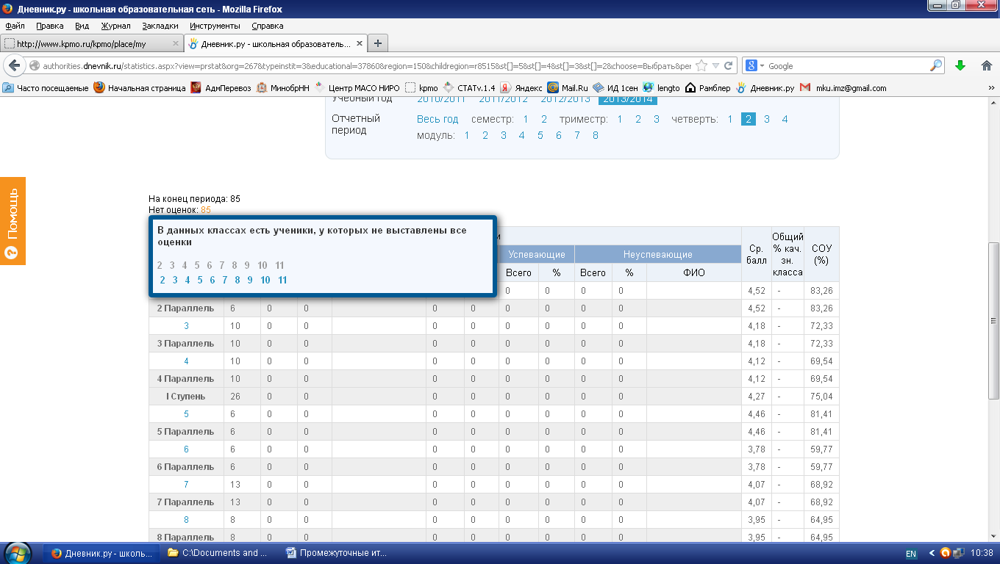 Дневник.ру - школьная образовательная сеть - Mozilla Firefox
Файл Правка Вид Журнал Закладки Инструменты Справка
http://www.kpmo.ru/kpmo/place/my × Дневник.ру - школьная образователь... × +
authorities.dnevnik.ru/statistics.aspx?view=prstat&org=267&typeinstit=3&educational=37860&region=150&childregion=r8515&st[]=5&st[]=4&st[]=3&st[]=2&choose=Выбрать&per Google
Часто посещаемые Начальная страница АдмПеревоз МинобрНН Центр МАСО НИРО kpmo СТАТv.1.4 Яндекс Mail.Ru ИД 1сен lengto Рамблер Дневник.ру mku.imz@gmail.com »
Учебный год 2010/2011 2011/2012 2012/2013 2013/2014
Отчетный период Весь год семестр: 1 2 триместр: 1 2 3 четверть: 1 2 3 4
модуль: 1 2 3 4 5 6 7 8
Помощь
На конец периода: 85
Нет оценок: 85
В данных классах есть ученики, у которых не выставлены все
оценки
2 3 4 5 6 7 8 9 10 11
2 3 4 5 6 7 8 9 10 11
и Ср. балл Общий % кач. зн. класса СОУ (%)
Успевающие Неуспевающие
Всего % Всего % ФИО
0 0 0 0 4,52 - 83,26
2 Параллель 6 0 0 0 0 0 0 0 0 4,52 - 83,26
3 10 0 0 0 0 0 0 0 0 4,18 - 72,33
3 Параллель 10 0 0 0 0 0 0 0 0 4,18 - 72,33
4 10 0 0 0 0 0 0 0 0 4,12 - 69,54
4 Параллель 10 0 0 0 0 0 0 0 0 4,12 - 69,54
I Ступень 26 0 0 0 0 0 0 0 0 4,27 - 75,04
5 6 0 0 0 0 0 0 0 0 4,46 - 81,41
5 Параллель 6 0 0 0 0 0 0 0 0 4,46 - 81,41
6 6 0 0 0 0 0 0 0 0 3,78 - 59,77
6 Параллель 6 0 0 0 0 0 0 0 0 3,78 - 59,77
7 13 0 0 0 0 0 0 0 0 4,07 - 68,92
7 Параллель 13 0 0 0 0 0 0 0 0 4,07 - 68,92
8 8 0 0 0 0 0 0 0 0 3,95 - 64,95
8 Параллель 8 0 0 0 0 0 0 0 0 3,95 - 64,95
Дневник.ру - школь... C:\Documents and ... Промежуточные ит... EN 10:38